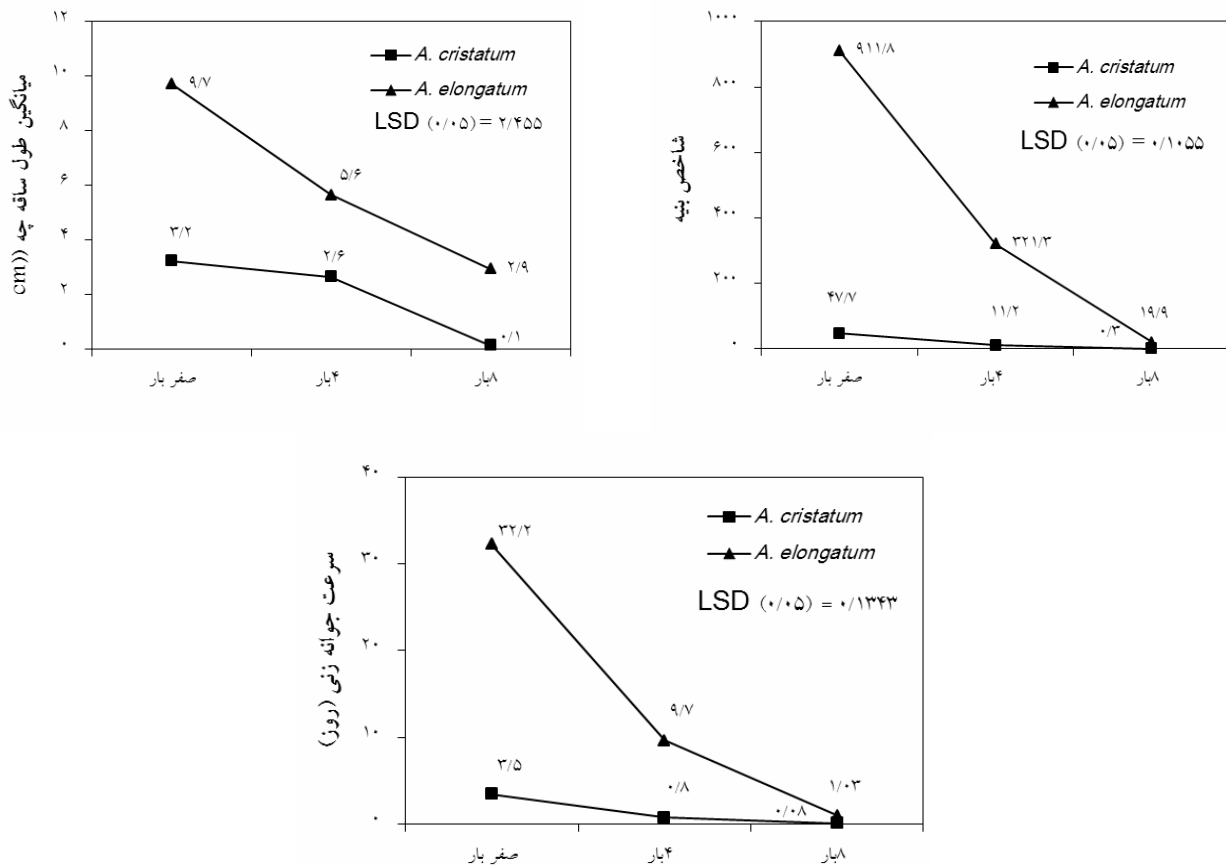 میانگین طول ساقه چه ((cm
۱۲
۱۰
۸
۶
۴
۲
۰
A. cristatum
A. elongatum
LSD (۰/۰۵) = ۲/۴۵۵
۹/۷
۵/۶
۲/۹
۳/۲
۲/۶
۰/۱
صفر بار
۴بار
۸بار
شاخص بنیه
۱۰۰۰
۸۰۰
۶۰۰
۴۰۰
۲۰۰
۰
A. cristatum
A. elongatum
LSD (۰/۰۵) = ۰/۱۰۵۵
۹۱۱/۸
۳۲۱/۳
۱۹/۹
۴۷/۷
۱۱/۲
۰/۳
صفر بار
۴بار
۸بار
سرعت جوانه زنی (روز)
۴۰
۳۰
۲۰
۱۰
۰
A. cristatum
A. elongatum
LSD (۰/۰۵) = ۰/۱۳۴۳
۳۲/۲
۹/۷
۱/۰۳
۳/۵
۰/۸
۰/۰۸
صفر بار
۴بار
۸بار